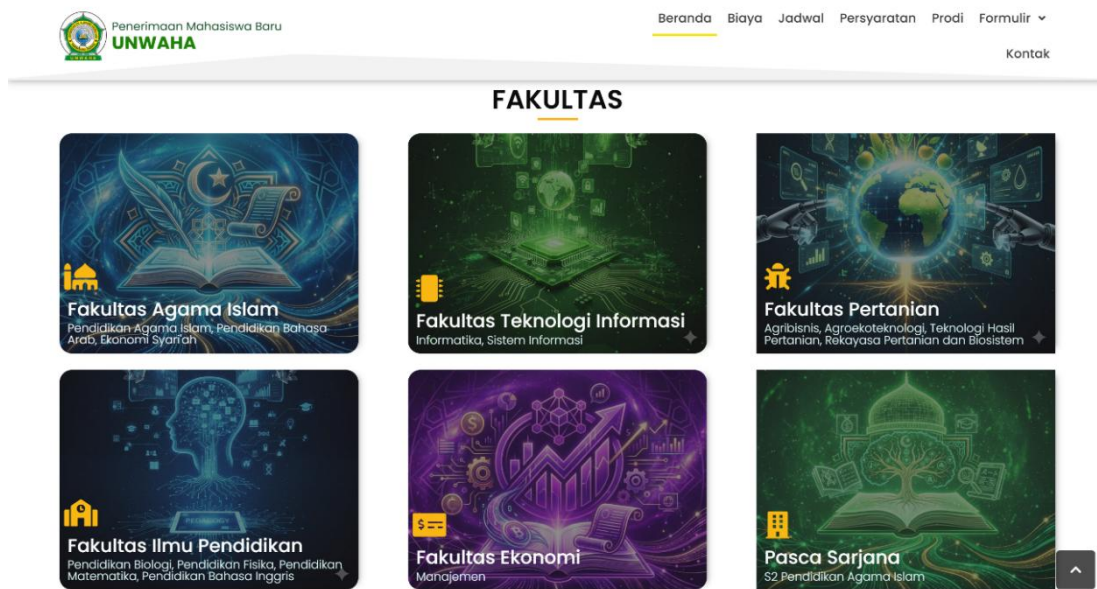 Penerimaan Mahasiswa Baru
UNWAHA
UNWAHA
Beranda Biaya Jadwal Persyaratan Prodi Formulir
Kontak
FAKULTAS
Fakultas Agama Islam
Pendidikan Agama Islam, Pendidikan Bahasa
Arab, Ekonomi Syari'ah
Fakultas Teknologi Informasi
Informatika, Sistem Informasi
Fakultas Pertanian
Agribisnis, Agroekoteknologi, Teknologi Hasil
Pertanian, Rekayasa Pertanian dan Biosistem
PEDAGOGY
Fakultas Ilmu Pendidikan
Pendidikan Biologi, Pendidikan Fisika, Pendidikan
Matematika, Pendidikan Bahasa Inggris
Fakultas Ekonomi
Manajemen
Pasca Sarjana
S2 Pendidikan Agama Islam